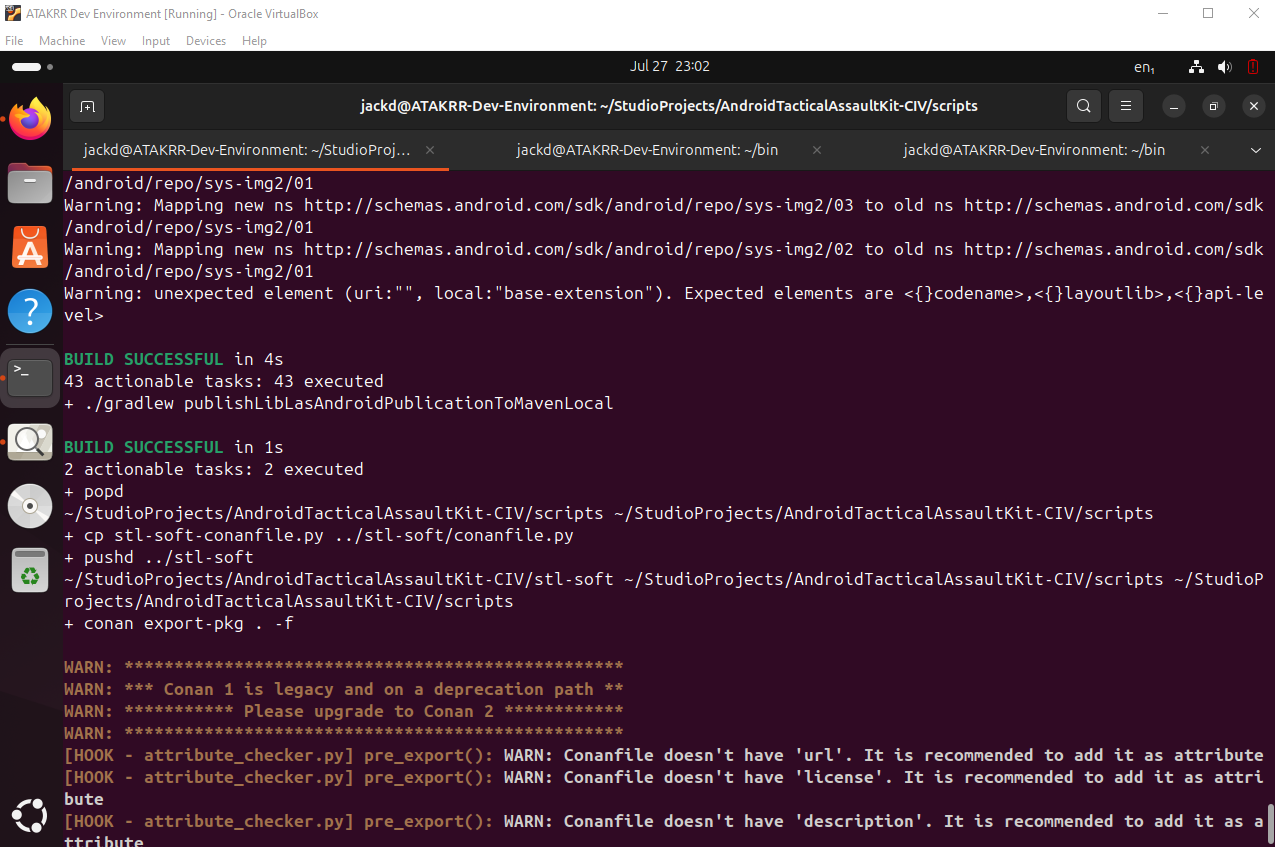 ATAKRR Dev Environment [Running] - Oracle VirtualBox
File Machine View Input Devices Help
Jul 27 23:02
en₁
jackd@ATAKRR-Dev-Environment: ~/StudioProjects/AndroidTacticalAssaultKit-CIV/scripts
jackd@ATAKRR-Dev-Environment: ~/StudioProj...
jackd@ATAKRR-Dev-Environment: ~/bin
jackd@ATAKRR-Dev-Environment: ~/bin
/android/repo/sys-img2/01
Warning: Mapping new ns http://schemas.android.com/sdk/android/repo/sys-img2/03 to old ns http://schemas.android.com/sdk
/android/repo/sys-img2/01
Warning: Mapping new ns http://schemas.android.com/sdk/android/repo/sys-img2/02 to old ns http://schemas.android.com/sdk
/android/repo/sys-img2/01
Warning: unexpected element (uri:"", local:"base-extension"). Expected elements are <{}codename>,<{}layoutlib>,<{}api-le
vel>
BUILD SUCCESSFUL in 4s
43 actionable tasks: 43 executed
+ ./gradlew publishLibLasAndroidPublicationToMavenLocal
BUILD SUCCESSFUL in 1s
2 actionable tasks: 2 executed
+ popd
~/StudioProjects/AndroidTacticalAssaultKit-CIV/scripts ~/StudioProjects/AndroidTacticalAssaultKit-CIV/scripts
+ cp stl-soft-conanfile.py ../stl-soft/conanfile.py
+ pushd ../stl-soft
~/StudioProjects/AndroidTacticalAssaultKit-CIV/stl-soft ~/StudioProjects/AndroidTacticalAssaultKit-CIV/scripts ~/StudioP
rojects/AndroidTacticalAssaultKit-CIV/scripts
+ conan export-pkg . -f
WARN: **************************************************
WARN: *** Conan 1 is legacy and on a deprecation path **
WARN: *********** Please upgrade to Conan 2 ************
WARN: **************************************************
[HOOK - attribute_checker.py] pre_export(): WARN: Conanfile doesn't have 'url'. It is recommended to add it as attribute
[HOOK - attribute_checker.py] pre_export(): WARN: Conanfile doesn't have 'license'. It is recommended to add it as attri
bute
[HOOK - attribute_checker.py] pre_export(): WARN: Conanfile doesn't have 'description'. It is recommended to add it as a
ttribute